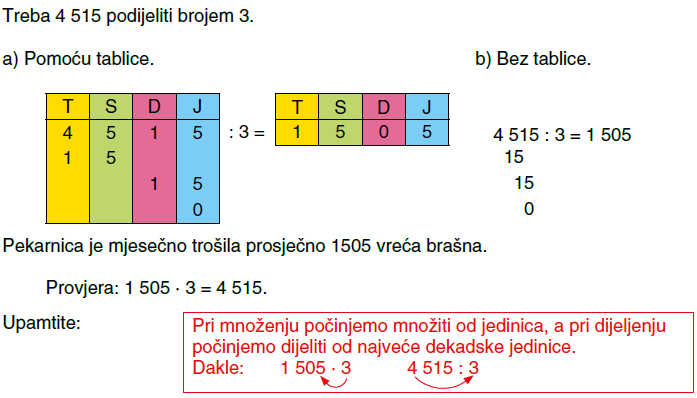 Treba 4 515 podijeliti brojem 3.
a) Pomoću tablice.
b) Bez tablice.
T S D J
4 5 1 5
1 5
1 5
0
: 3 =
T S D J
1 5 0 5
4 515 : 3 = 1 505
15
15
0
Pekarnica je mjesečno trošila prosječno 1505 vreća brašna.
Provjera: 1 505 · 3 = 4 515.
Upamtite:
Pri množenju počinjemo množiti od jedinica, a pri dijeljenju
počinjemo dijeliti od najveće dekadske jedinice.
Dakle: 1 505 · 3 4 515 : 3